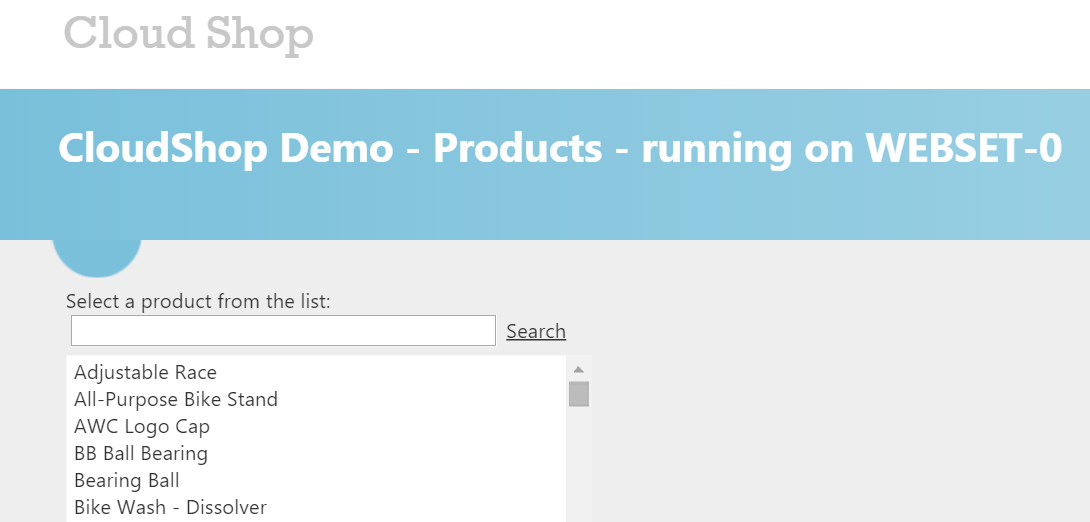 Cloud Shop
CloudShop Demo - Products - running on WEBSET-0
Select a product from the list:
Search
Adjustable Race
All-Purpose Bike Stand
AWC Logo Cap
BB Ball Bearing
Bearing Ball
Bike Wash - Dissolver